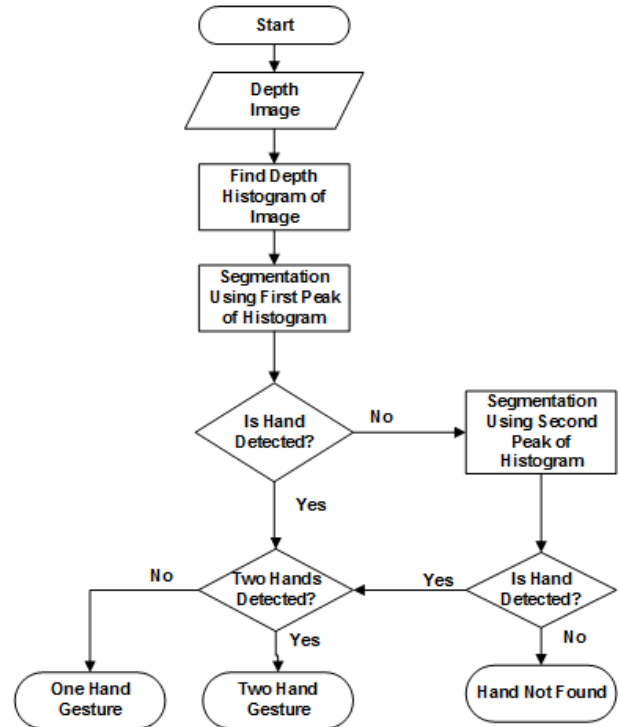 Start
Depth
Image
Find Depth
Histogram of
Image
Segmentation
Using First Peak
of Histogram
Is Hand
Detected?
No
Segmentation
Using Second
Peak of
Histogram
Yes
Two Hands
Detected?
No
Yes
Is Hand
Detected?
Yes
No
One Hand
Gesture
Two Hand
Gesture
Hand Not Found